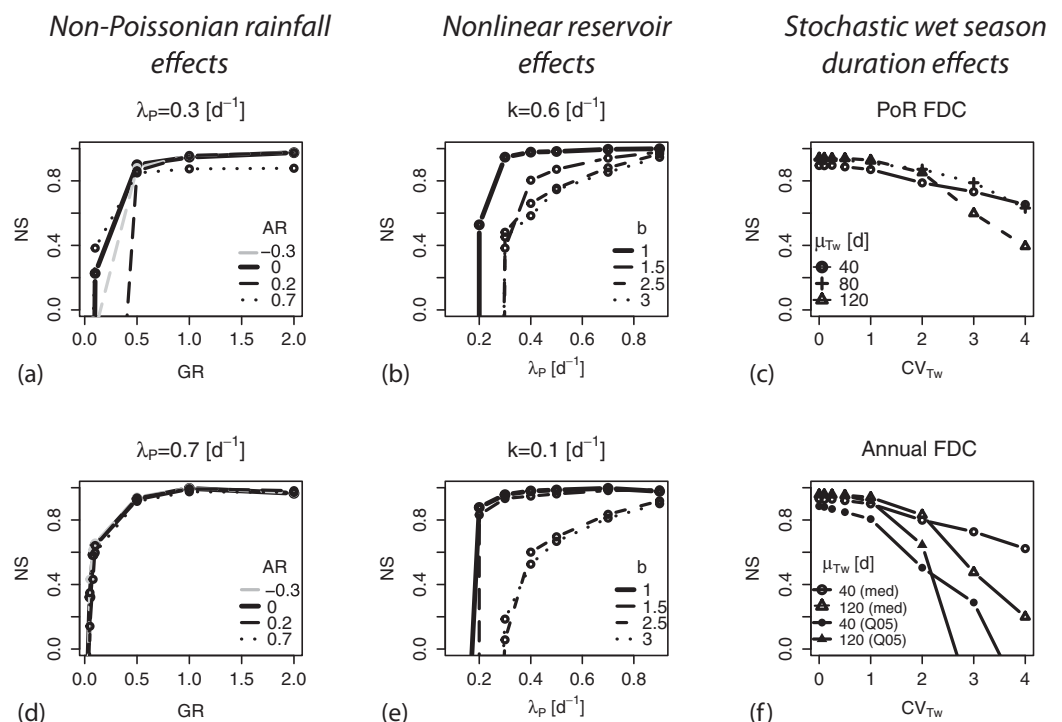 Non-Poissonian rainfall
effects
Nonlinear reservoir
effects
Stochastic wet season
duration effects
λP=0.3 [d⁻¹]
NS
0.0 0.4 0.8
AR
−0.3
0
0.2
0.7
0.0 0.5 1.0 1.5 2.0
(a)
GR
k=0.6 [d⁻¹]
NS
0.0 0.4 0.8
b
1
1.5
2.5
3
0.2 0.4 0.6 0.8
(b)
λP [d⁻¹]
PoR FDC
NS
0.0 0.4 0.8
μTw [d]
40
80
120
0 1 2 3 4
(c)
CVTw
λP=0.7 [d⁻¹]
NS
0.0 0.4 0.8
AR
−0.3
0
0.2
0.7
0.0 0.5 1.0 1.5 2.0
(d)
GR
k=0.1 [d⁻¹]
NS
0.0 0.4 0.8
b
1
1.5
2.5
3
0.2 0.4 0.6 0.8
(e)
λP [d⁻¹]
Annual FDC
NS
0.0 0.4 0.8
μTw [d]
40 (med)
120 (med)
40 (Q05)
120 (Q05)
0 1 2 3 4
(f)
CVTw